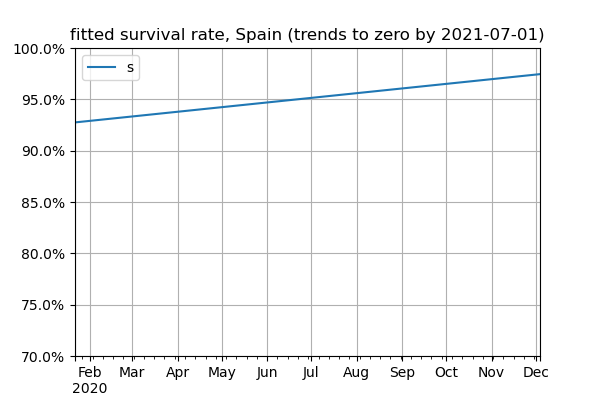 fitted survival rate, Spain (trends to zero by 2021-07-01)
100.0%
s
95.0%
90.0%
85.0%
80.0%
75.0%
70.0%
Feb Mar Apr May Jun Jul Aug Sep Oct Nov Dec
2020